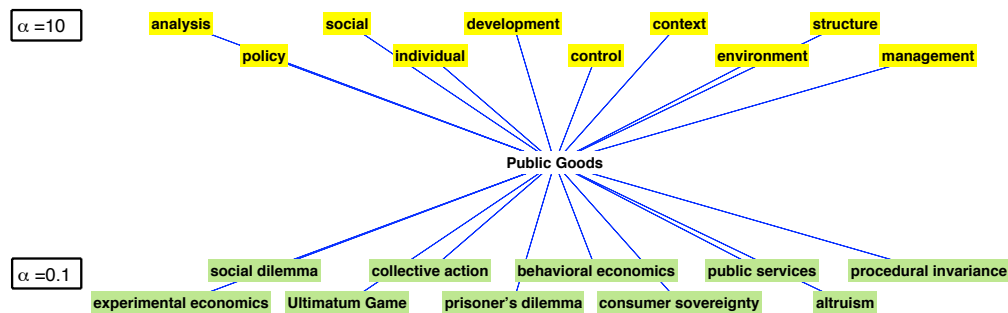 α =10
analysis social development context structure
policy individual control environment management
Public Goods
α =0.1
social dilemma collective action behavioral economics public services procedural invariance
experimental economics Ultimatum Game prisoner's dilemma consumer sovereignty altruism